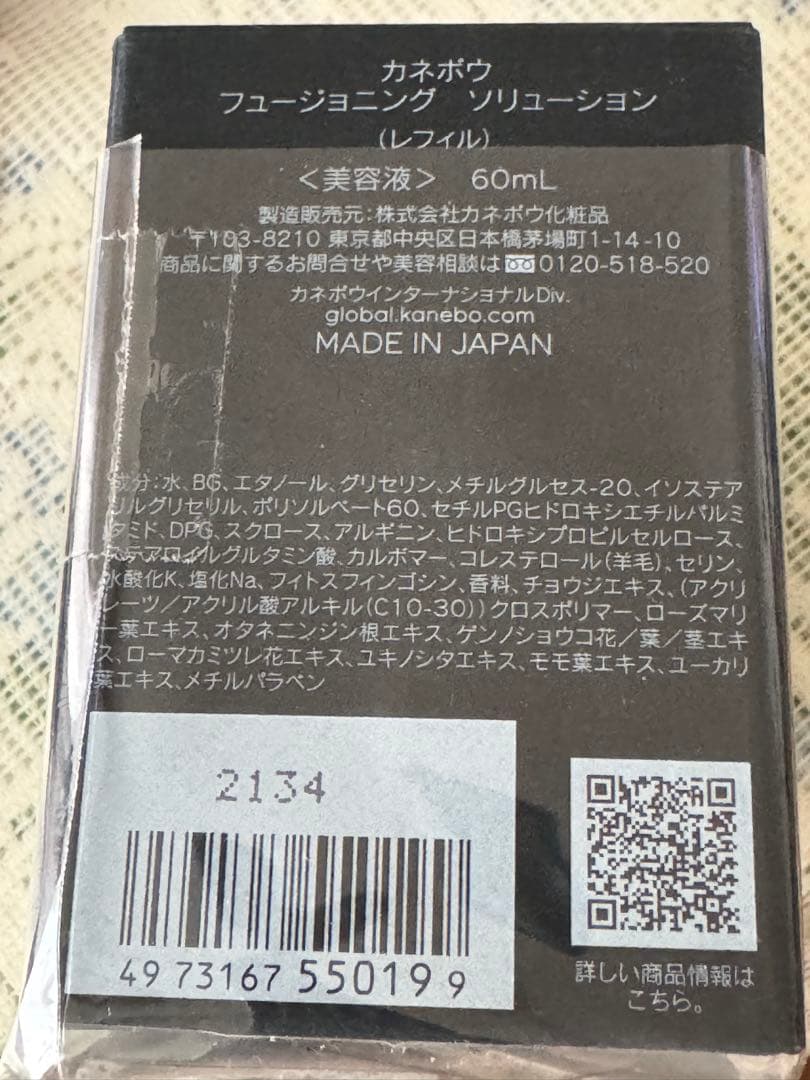 カネボウ
フュージョニング ソリューション
(レフィル)
<美容液> 60mL
製造販売元:株式会社カネボウ化粧品
〒103-8210 東京都中央区日本橋茅場町1-14-10
商品に関するお問合せや美容相談は 0120-518-520
カネボウインターナショナルDiv.
global.kanebo.com
MADE IN JAPAN
成分:水、BG、エタノール、グリセリン、メチルグルセス-20、イソステア
リルグリセリル、ポリソルベート60、セチルPGヒドロキシエチルパルミ
タミド、DPG、スクロース、アルギニン、ヒドロキシプロピルセルロース、
ステアロイルグルタミン酸、カルボマー、コレステロール(羊毛)、セリン、
水酸化K、塩化Na、フィトスフィンゴシン、香料、チョウジエキス、(アクリ
レーツ/アクリル酸アルキル(C10-30))クロスポリマー、ローズマリ
ー葉エキス、オタネニンジン根エキス、ゲンノショウコ花/葉/茎エキ
ス、ローマカミツレ花エキス、ユキノシタエキス、モモ葉エキス、ユーカリ
葉エキス、メチルパラベン
2134
49 73167 55019 9
詳しい商品情報は
こちら。